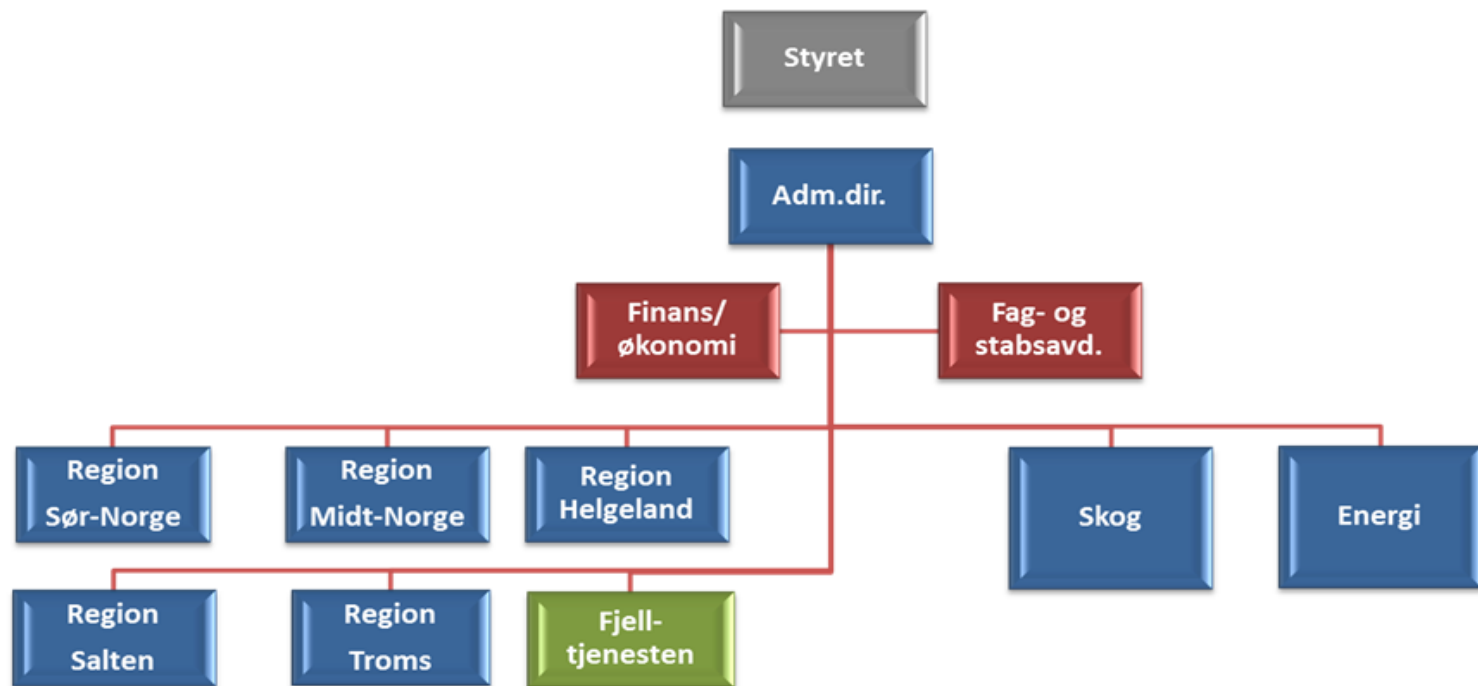 Styret
Adm.dir.
Finans/
økonomi
Fag- og
stabsavd.
Region
Sør-Norge
Region
Midt-Norge
Region
Helgeland
Skog
Energi
Region
Salten
Region
Troms
Fjell-
tjenesten